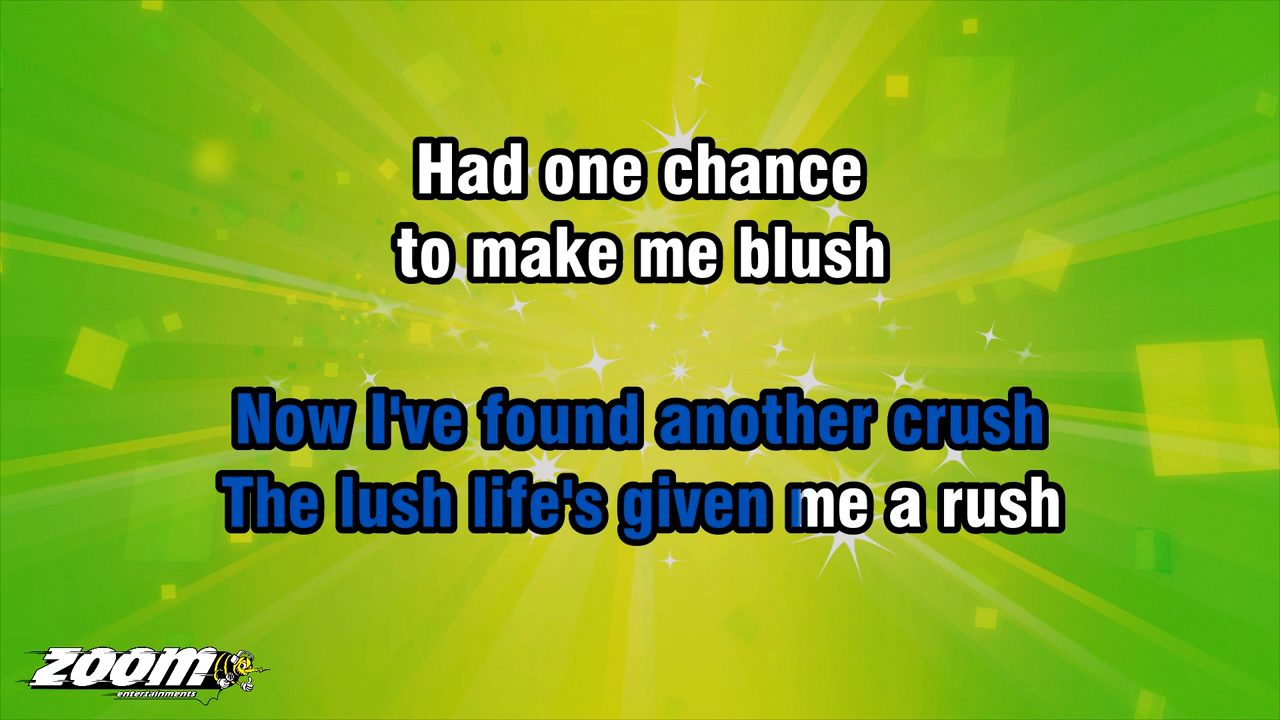 Had one chance
to make me blush
Now I've found another crush
The lush life's given me a rush
zoom
entertainments